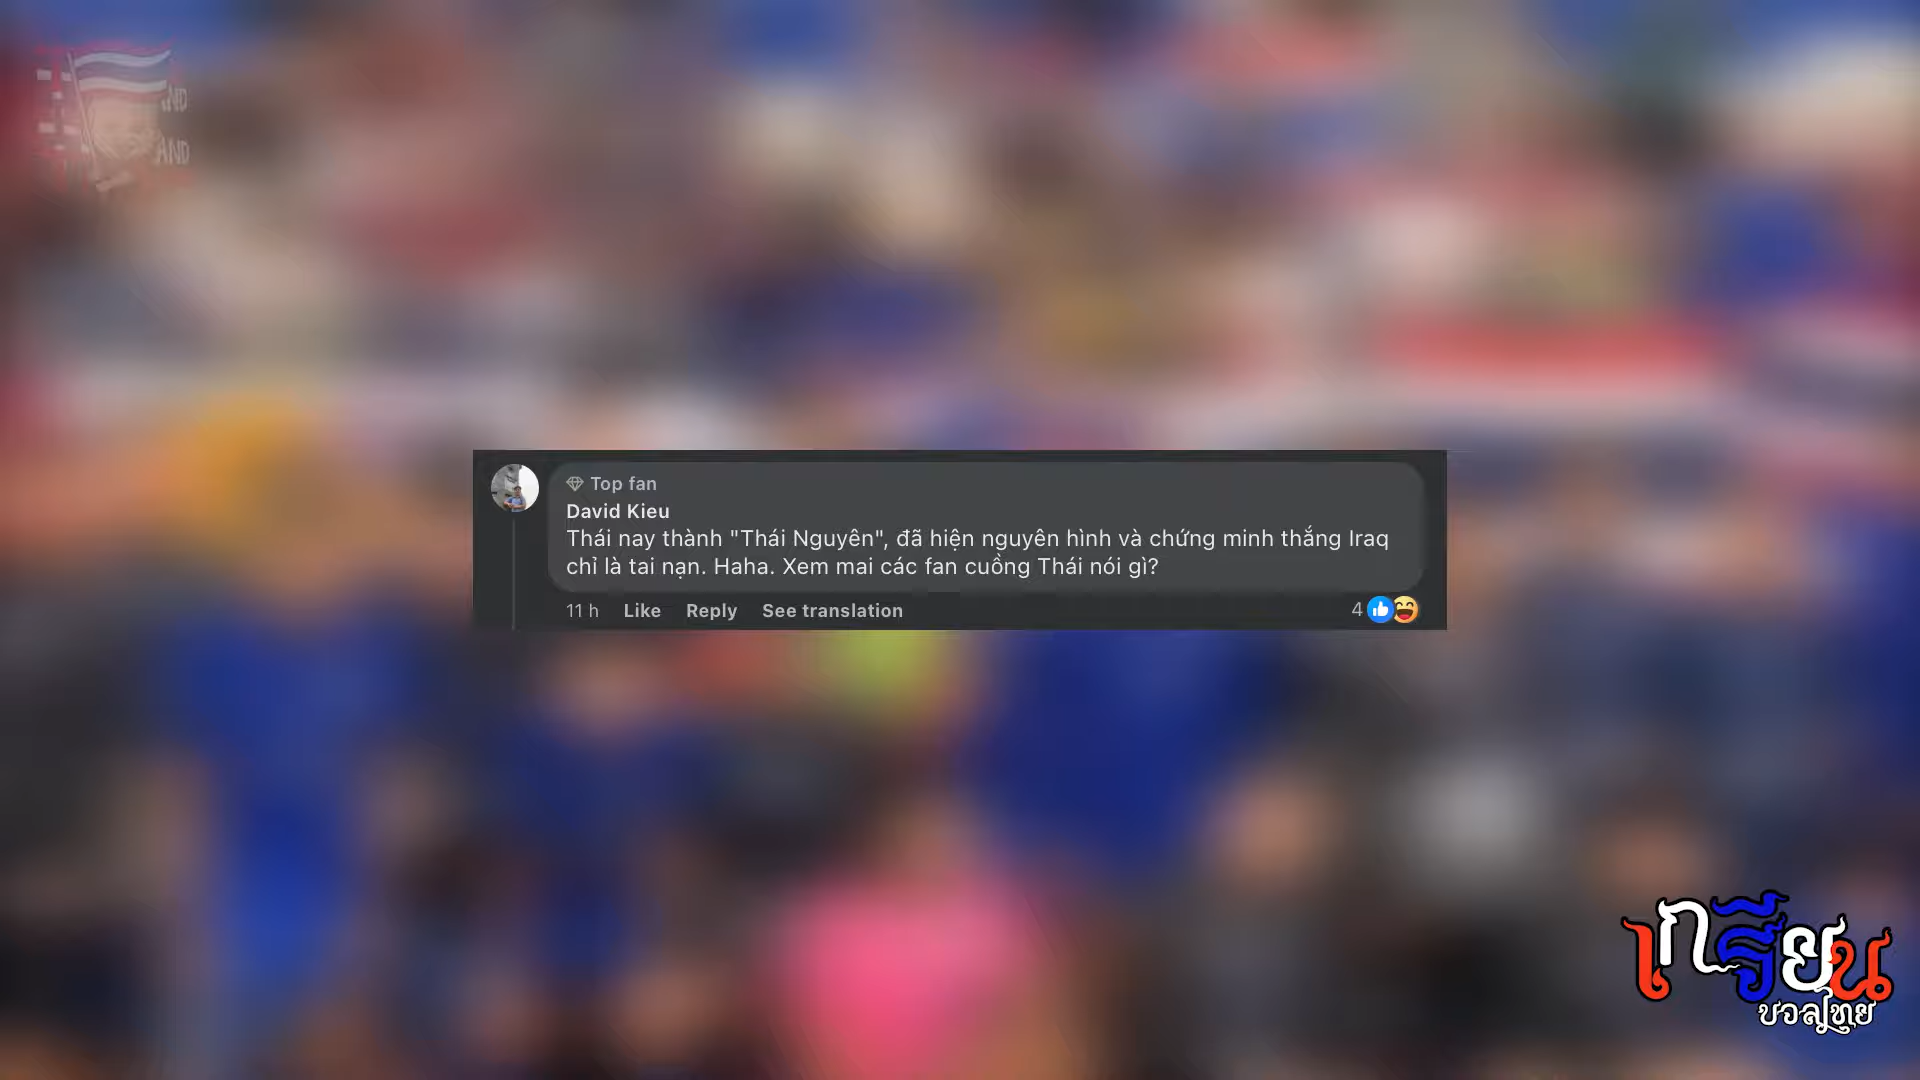 Top fan
David Kieu
Thái nay thành "Thái Nguyên", đã hiện nguyên hình và chứng minh thắng Iraq
chỉ là tai nạn. Haha. Xem mai các fan cuồng Thái nói gì?
11 h Like Reply See translation 4
เกรียน
บอลไทย